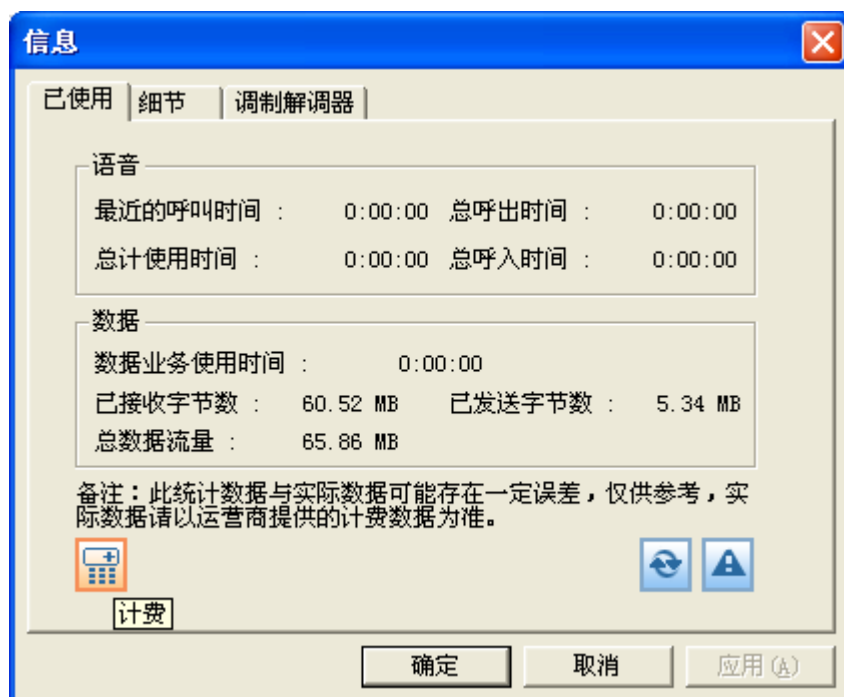 信息
已使用 细节 调制解调器
语音
最近的呼叫时间 : 0:00:00 总呼出时间 : 0:00:00
总计使用时间 : 0:00:00 总呼入时间 : 0:00:00
数据
数据业务使用时间 : 0:00:00
已接收字节数 : 60.52 MB 已发送字节数 : 5.34 MB
总数据流量 : 65.86 MB
备注：此统计数据与实际数据可能存在一定误差，仅供参考，实
际数据请以运营商提供的计费数据为准。
计费
确定 取消 应用(A)